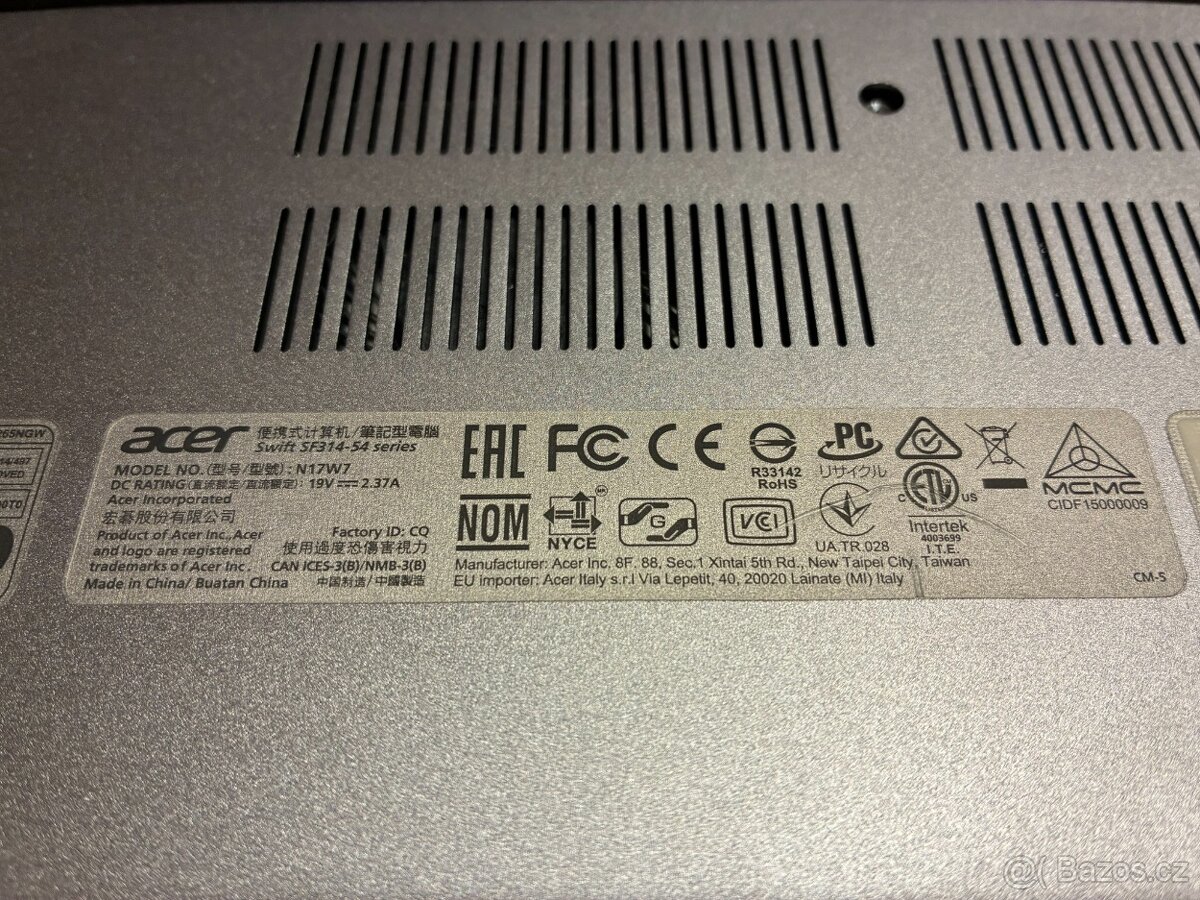 265NGW
acer 便携式计算机/筆記型電腦
Swift SF314-54 series
MODEL NO.(型号/型號): N17W7
DC RATING(直流额定/直流額定): 19V⎓2.37A
Acer Incorporated
宏碁股份有限公司
Product of Acer Inc. Acer
and logo are registered
trademarks of Acer Inc.
Made in China/ Buatan China
Factory ID: CQ
使用過度恐傷害視力
CAN ICES-3(B)/NMB-3(B)
中国制造/中國製造
EAC
FC
CE
R33142
RoHS
PC
リサイクル
MCMC
CIDF15000009
NOM
NYCE
G
VCCI
UA.TR.028
C ETL US
Intertek
4003699
I.T.E.
Manufacturer: Acer Inc. 8F. 88, Sec.1 Xintai 5th Rd., New Taipei City, Taiwan
EU importer: Acer Italy s.r.l Via Lepetit, 40, 20020 Lainate (MI) Italy
CM-S
@( Bazos.cz